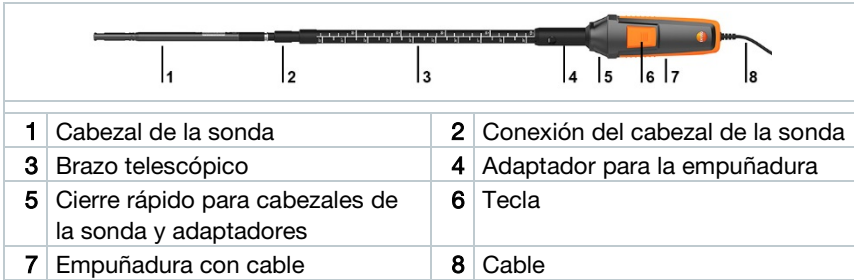 1 2 3 4 5 6 7 8
1 Cabezal de la sonda 2 Conexión del cabezal de la sonda
3 Brazo telescópico 4 Adaptador para la empuñadura
5 Cierre rápido para cabezales de 6 Tecla
la sonda y adaptadores
7 Empuñadura con cable 8 Cable